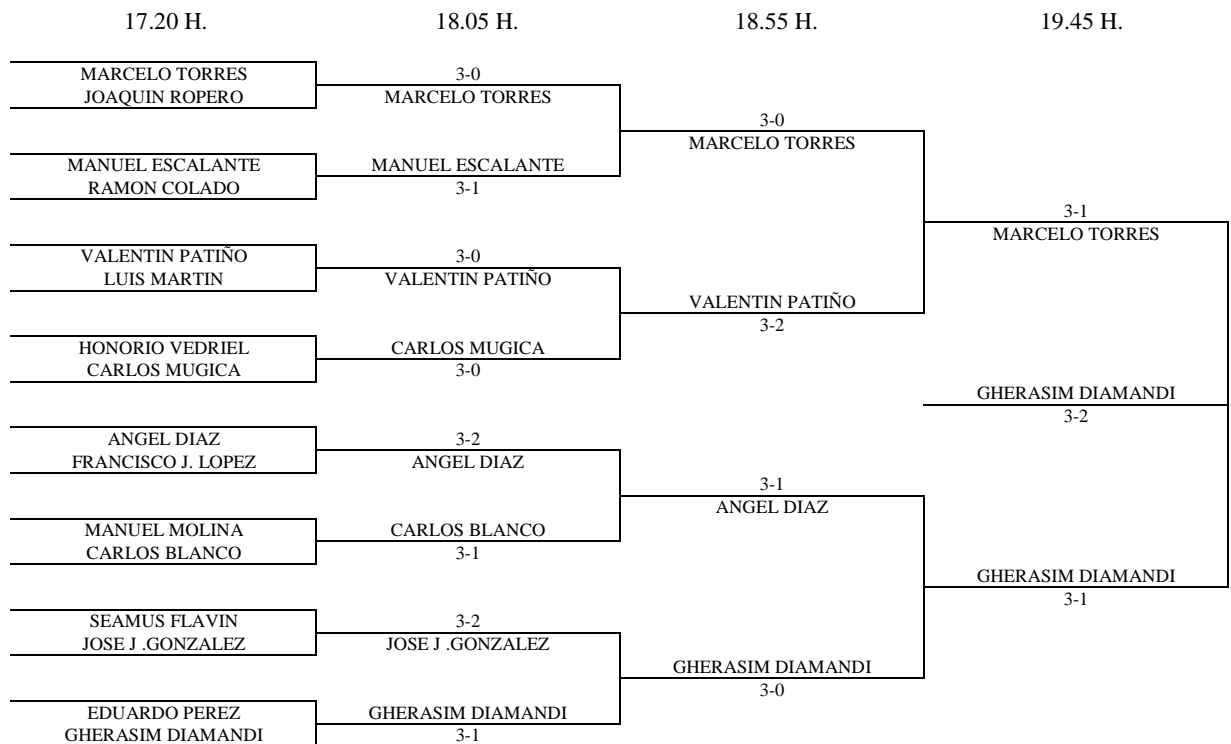 17.20 H. 18.05 H. 18.55 H. 19.45 H.
MARCELO TORRES 3-0
JOAQUIN ROPERO MARCELO TORRES
3-0
MARCELO TORRES
MANUEL ESCALANTE MANUEL ESCALANTE
RAMON COLADO 3-1
3-1
MARCELO TORRES
VALENTIN PATIÑO 3-0
LUIS MARTIN VALENTIN PATIÑO
VALENTIN PATIÑO
3-2
HONORIO VEDRIEL CARLOS MUGICA
CARLOS MUGICA 3-0
GHERASIM DIAMANDI
3-2
ANGEL DIAZ 3-2
FRANCISCO J. LOPEZ ANGEL DIAZ
3-1
ANGEL DIAZ
MANUEL MOLINA CARLOS BLANCO
CARLOS BLANCO 3-1
GHERASIM DIAMANDI
3-1
SEAMUS FLAVIN 3-2
JOSE J .GONZALEZ JOSE J .GONZALEZ
GHERASIM DIAMANDI
3-0
EDUARDO PEREZ GHERASIM DIAMANDI
GHERASIM DIAMANDI 3-1